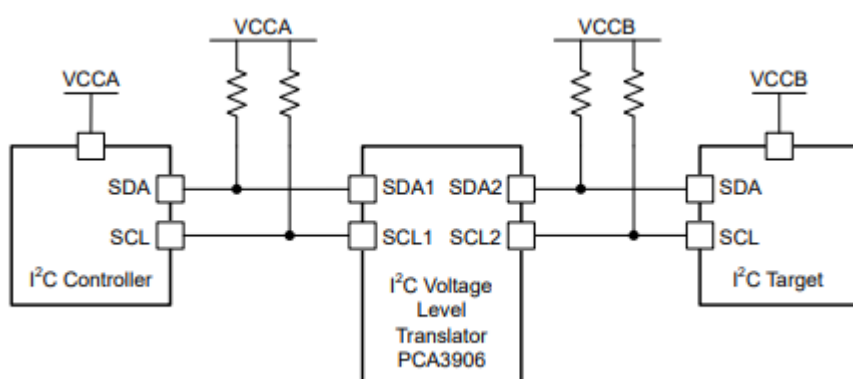 VCCA
VCCB
VCCA
VCCB
SDA
SDA1
SDA2
SDA
SCL
SCL1
SCL2
SCL
I²C Controller
I²C Voltage
Level
Translator
PCA3906
I²C Target